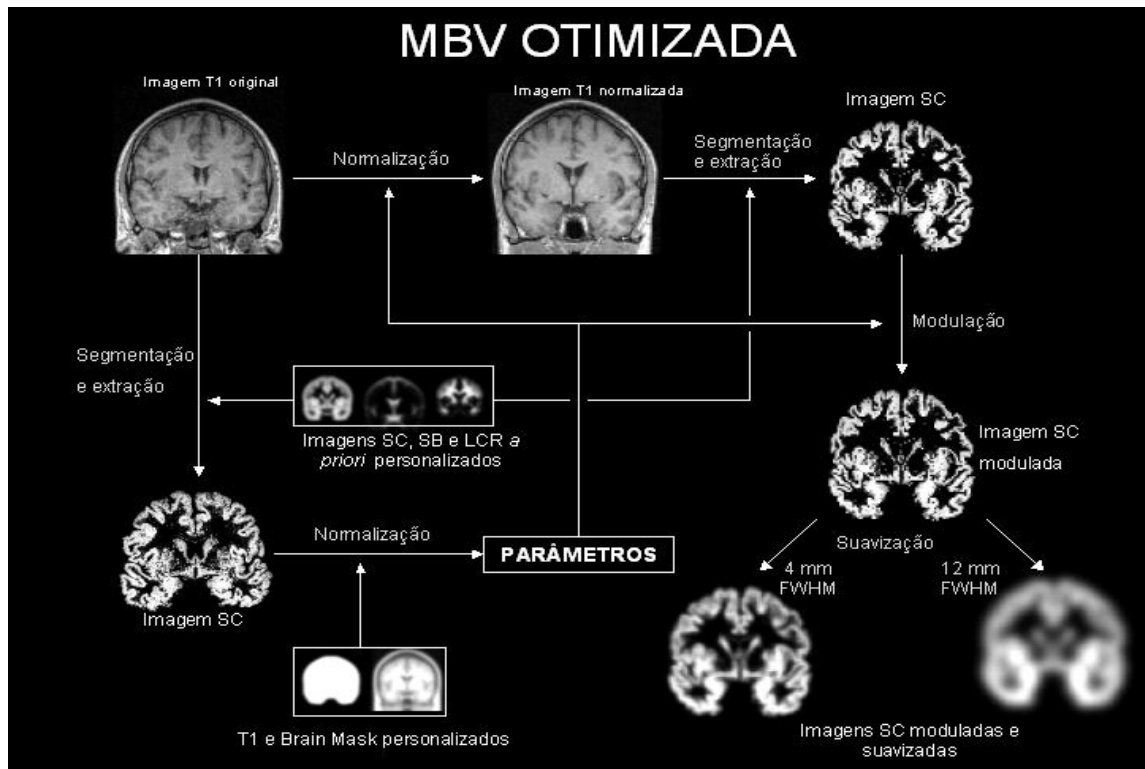 MBV OTIMIZADA
Imagem T1 original
Imagem T1 normalizada
Imagem SC
Normalização
Segmentação
e extração
Modulação
Segmentação
e extração
Imagens SC, SB e LCR a
priori personalizados
Imagem SC
modulada
Normalização
PARÂMETROS
Suavização
4 mm
FWHM
12 mm
FWHM
Imagem SC
T1 e Brain Mask personalizados
Imagens SC moduladas e
suavizadas